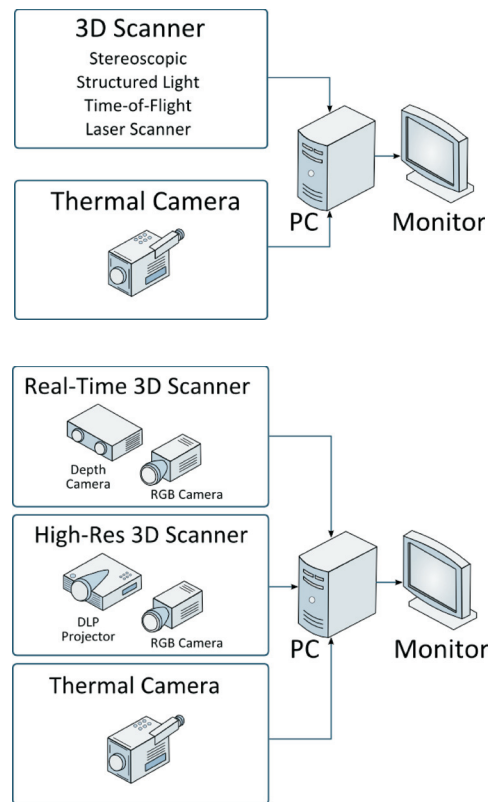 3D Scanner
Stereoscopic
Structured Light
Time-of-Flight
Laser Scanner
Thermal Camera
PC
Monitor
Real-Time 3D Scanner
Depth
Camera
RGB Camera
High-Res 3D Scanner
DLP
Projector
RGB Camera
PC
Monitor
Thermal Camera